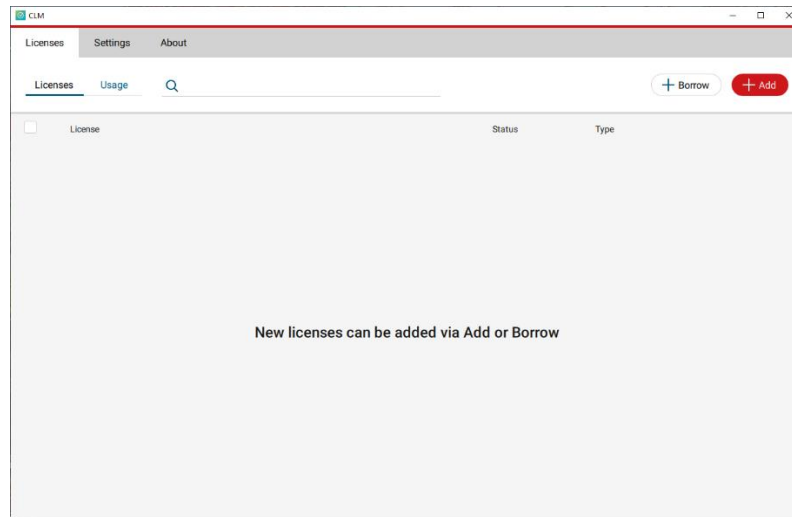 CLM
Licenses Settings About
Licenses Usage Borrow Add
License Status Type
New licenses can be added via Add or Borrow